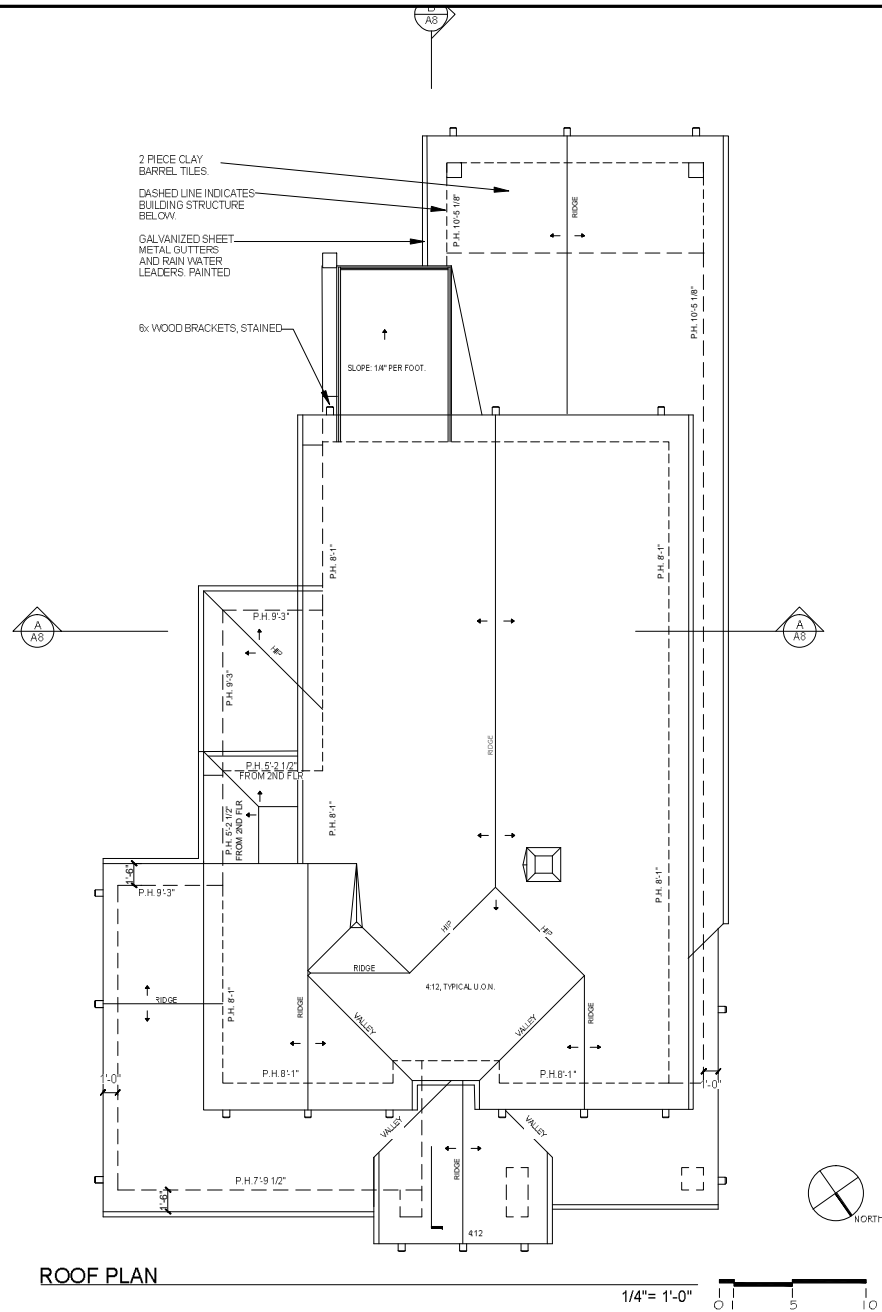 B
A8
2 PIECE CLAY
BARREL TILES.
DASHED LINE INDICATES
BUILDING STRUCTURE
BELOW.
GALVANIZED SHEET
METAL GUTTERS
AND RAIN WATER
LEADERS. PAINTED
6x WOOD BRACKETS, STAINED
P.H. 10'-5 1/8"
RIDGE
P.H. 10'-5 1/8"
SLOPE: 1/4" PER FOOT.
P.H. 8'-1"
P.H. 8'-1"
P.H. 9'-3"
A
A8
A
A8
HIP
P.H. 9'-3"
RIDGE
P.H. 5'-2 1/2"
FROM 2ND FLR
P.H. 5'-2 1/2"
FROM 2ND FLR
P.H. 8'-1"
1'-6"
P.H. 9'-3"
P.H. 8'-1"
HIP
HIP
RIDGE
4:12, TYPICAL U.O.N.
RIDGE
P.H. 8'-1"
RIDGE
RIDGE
VALLEY
VALLEY
P.H. 8'-1"
P.H. 8'-1"
1'-0"
1'-0"
VALLEY
VALLEY
RIDGE
P.H. 7'-9 1/2"
1'-6"
4:12
NORTH
ROOF PLAN
1/4"= 1'-0"
0 1 5 10